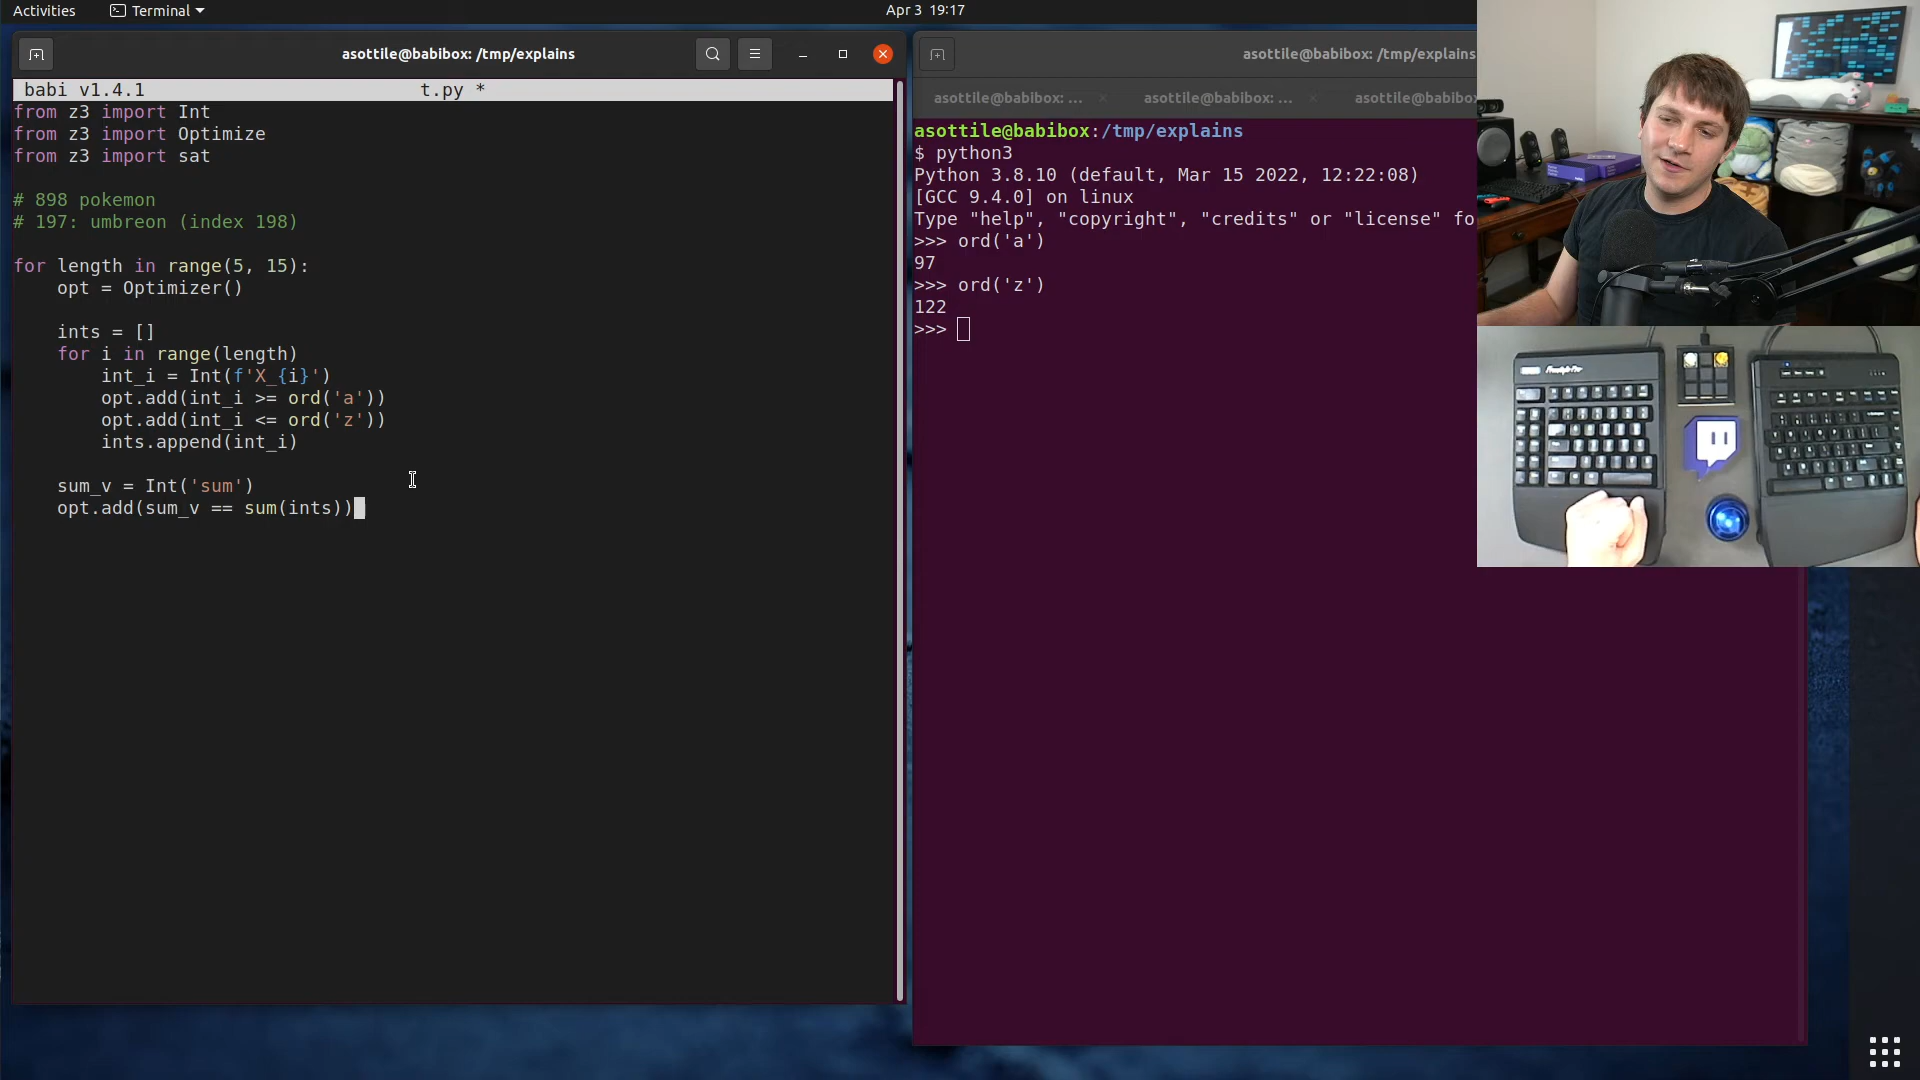 Activities
Terminal
Apr 3 19:17
asottile@babibox: /tmp/explains
babi v1.4.1 t.py *
from z3 import Int
from z3 import Optimize
from z3 import sat
# 898 pokemon
# 197: umbreon (index 198)
for length in range(5, 15):
    opt = Optimizer()
    ints = []
    for i in range(length)
        int_i = Int(f'X_{i}')
        opt.add(int_i >= ord('a'))
        opt.add(int_i <= ord('z'))
        ints.append(int_i)
    sum_v = Int('sum')
    opt.add(sum_v == sum(ints))
asottile@babibox: /tmp/explains
asottile@babibox: ...
asottile@babibox: ...
asottile@babibo
asottile@babibox:/tmp/explains
$ python3
Python 3.8.10 (default, Mar 15 2022, 12:22:08)
[GCC 9.4.0] on linux
Type "help", "copyright", "credits" or "license" fo
>>> ord('a')
97
>>> ord('z')
122
>>>